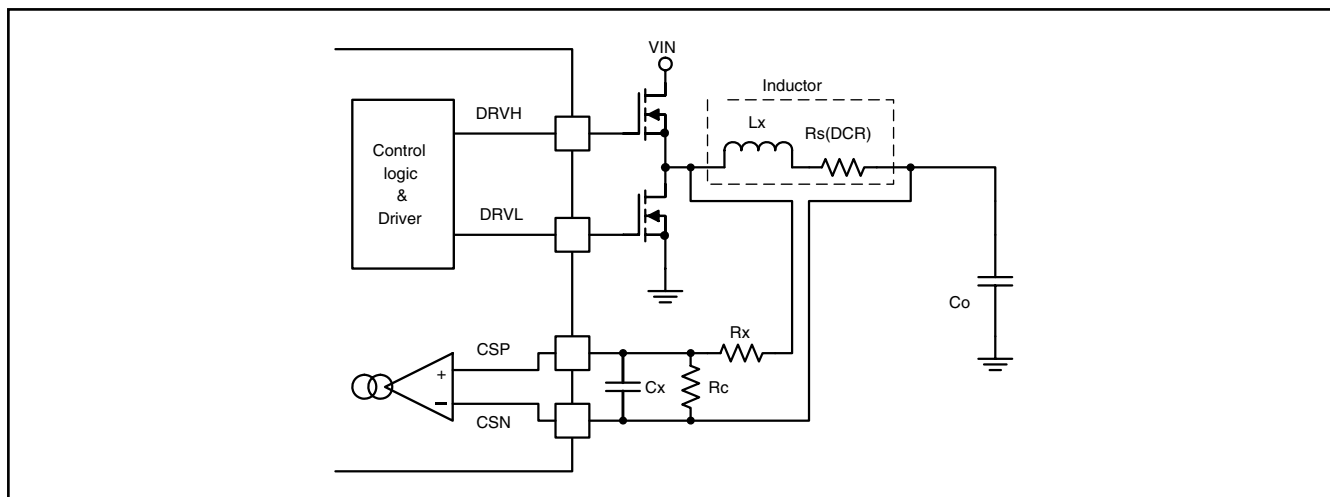 VIN
Inductor
DRVH
Lx
Rs(DCR)
Control
logic
&
Driver
DRVL
Co
Rx
CSP
+
Cx
Rc
−
CSN